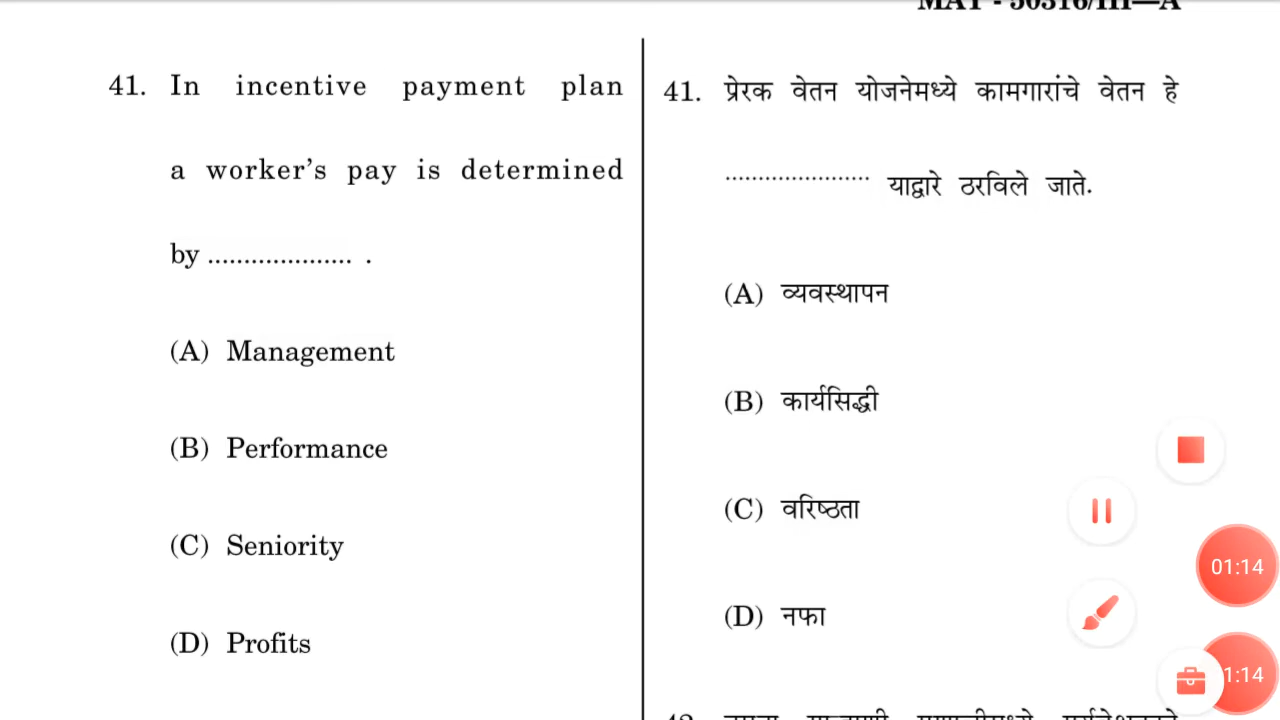 41. In incentive payment plan
a worker's pay is determined
by .................... .
(A) Management
(B) Performance
(C) Seniority
(D) Profits
41. प्रेरक वेतन योजनेमध्ये कामगारांचे वेतन हे
...................... याद्वारे ठरविले जाते.
(A) व्यवस्थापन
(B) कार्यसिद्धी
(C) वरिष्ठता
(D) नफा
01:14
1:14